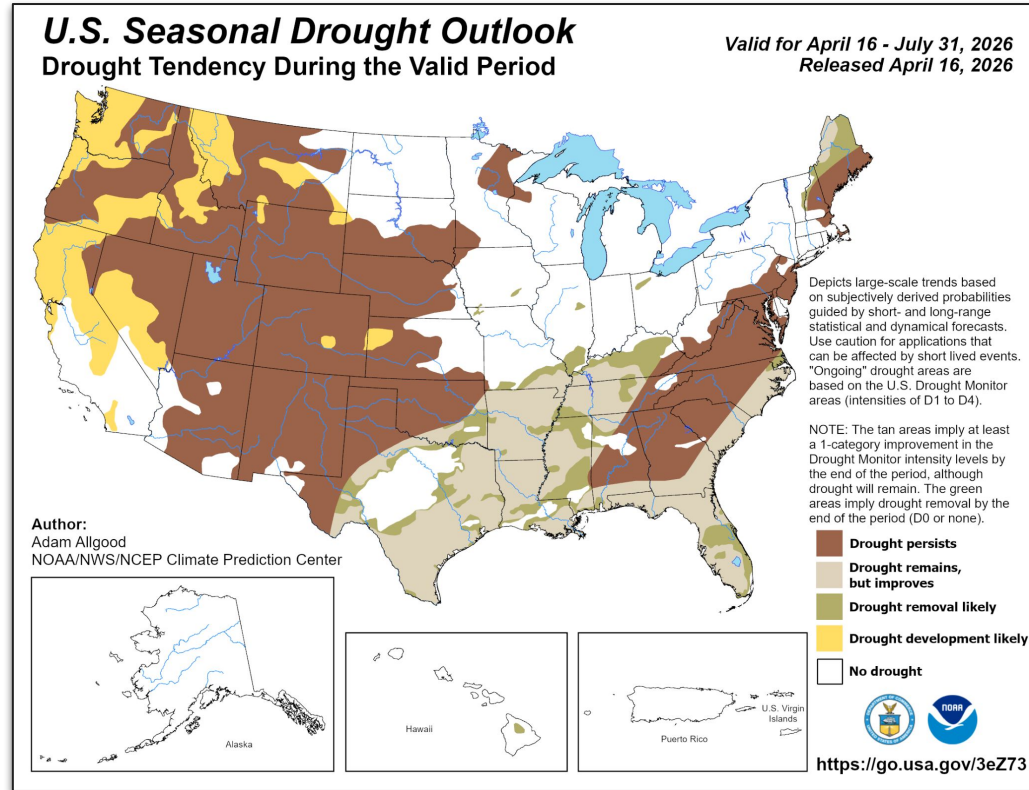 U.S. Seasonal Drought Outlook
Drought Tendency During the Valid Period
Valid for April 16 - July 31, 2026
Released April 16, 2026
Depicts large-scale trends based
on subjectively derived probabilities
guided by short- and long-range
statistical and dynamical forecasts.
Use caution for applications that
can be affected by short lived events.
"Ongoing" drought areas are
based on the U.S. Drought Monitor
areas (intensities of D1 to D4).
NOTE: The tan areas imply at least
a 1-category improvement in the
Drought Monitor intensity levels by
the end of the period, although
drought will remain. The green
areas imply drought removal by the
end of the period (D0 or none).
Author:
Adam Allgood
NOAA/NWS/NCEP Climate Prediction Center
Drought persists
Drought remains,
but improves
Drought removal likely
Drought development likely
No drought
Alaska
Hawaii
Puerto Rico
U.S. Virgin
Islands
NOAA
https://go.usa.gov/3eZ73